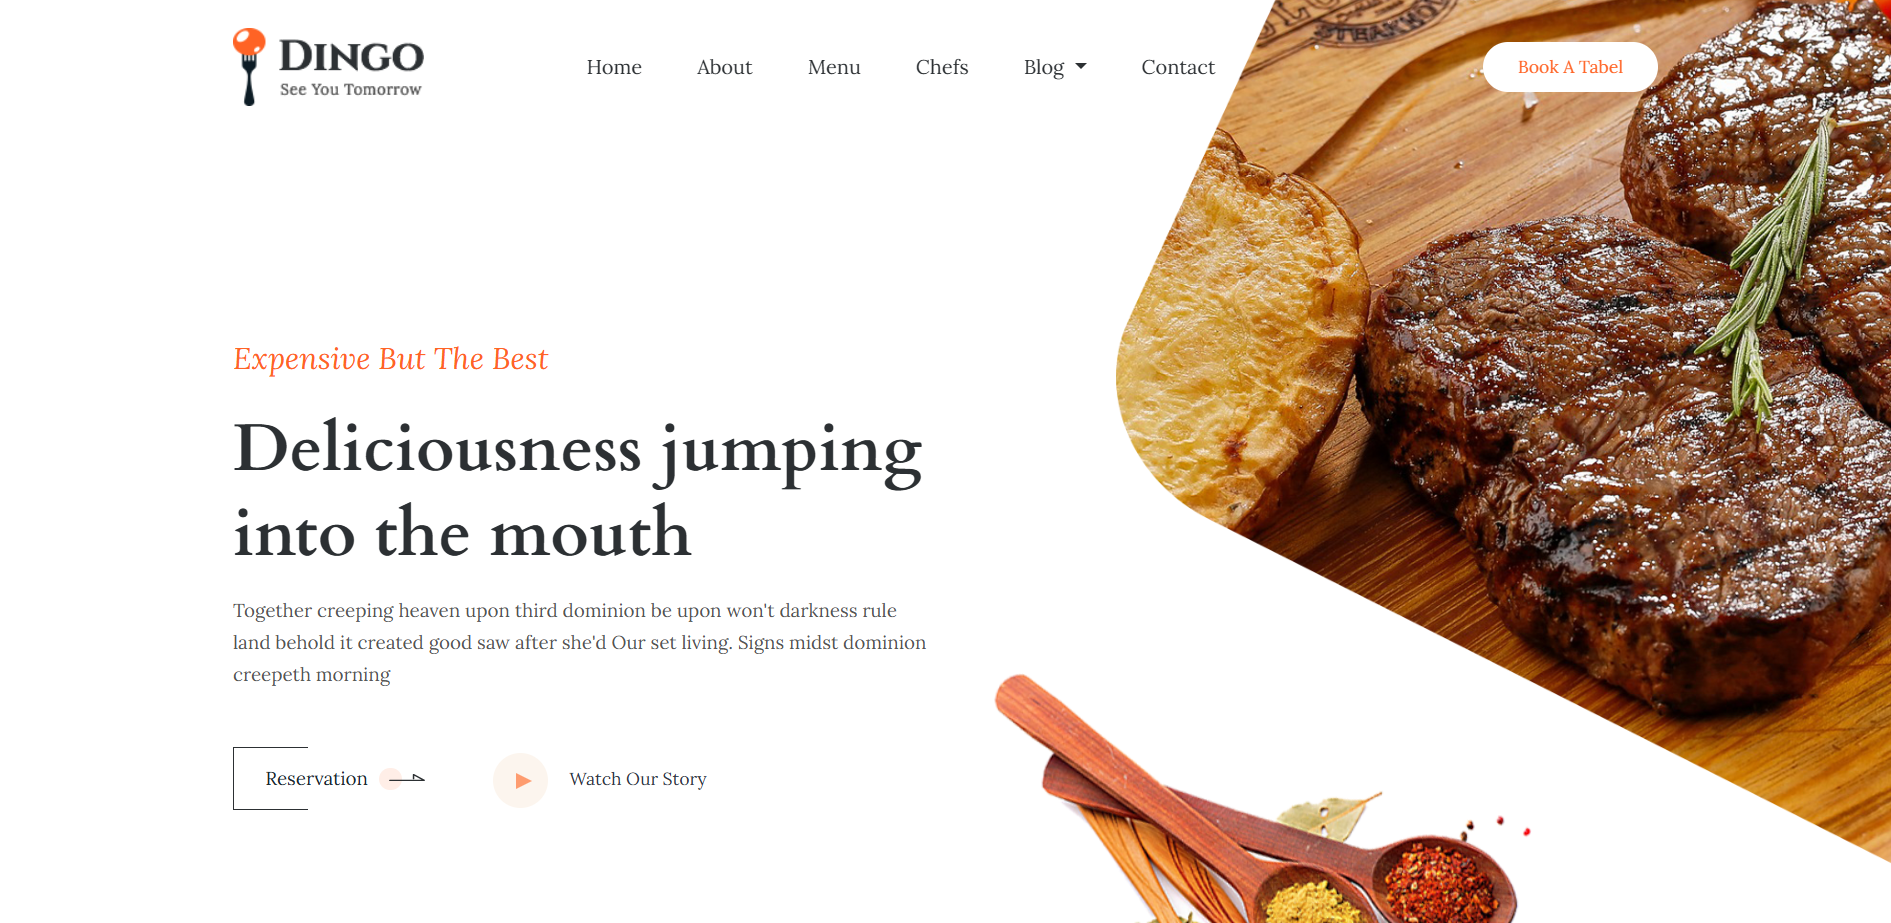 DINGO
See You Tomorrow
Home About Menu Chefs Blog Contact
Book A Tabel
STEAKHOU
Expensive But The Best
Deliciousness jumping
into the mouth
Together creeping heaven upon third dominion be upon won't darkness rule
land behold it created good saw after she'd Our set living. Signs midst dominion
creepeth morning
Reservation
Watch Our Story